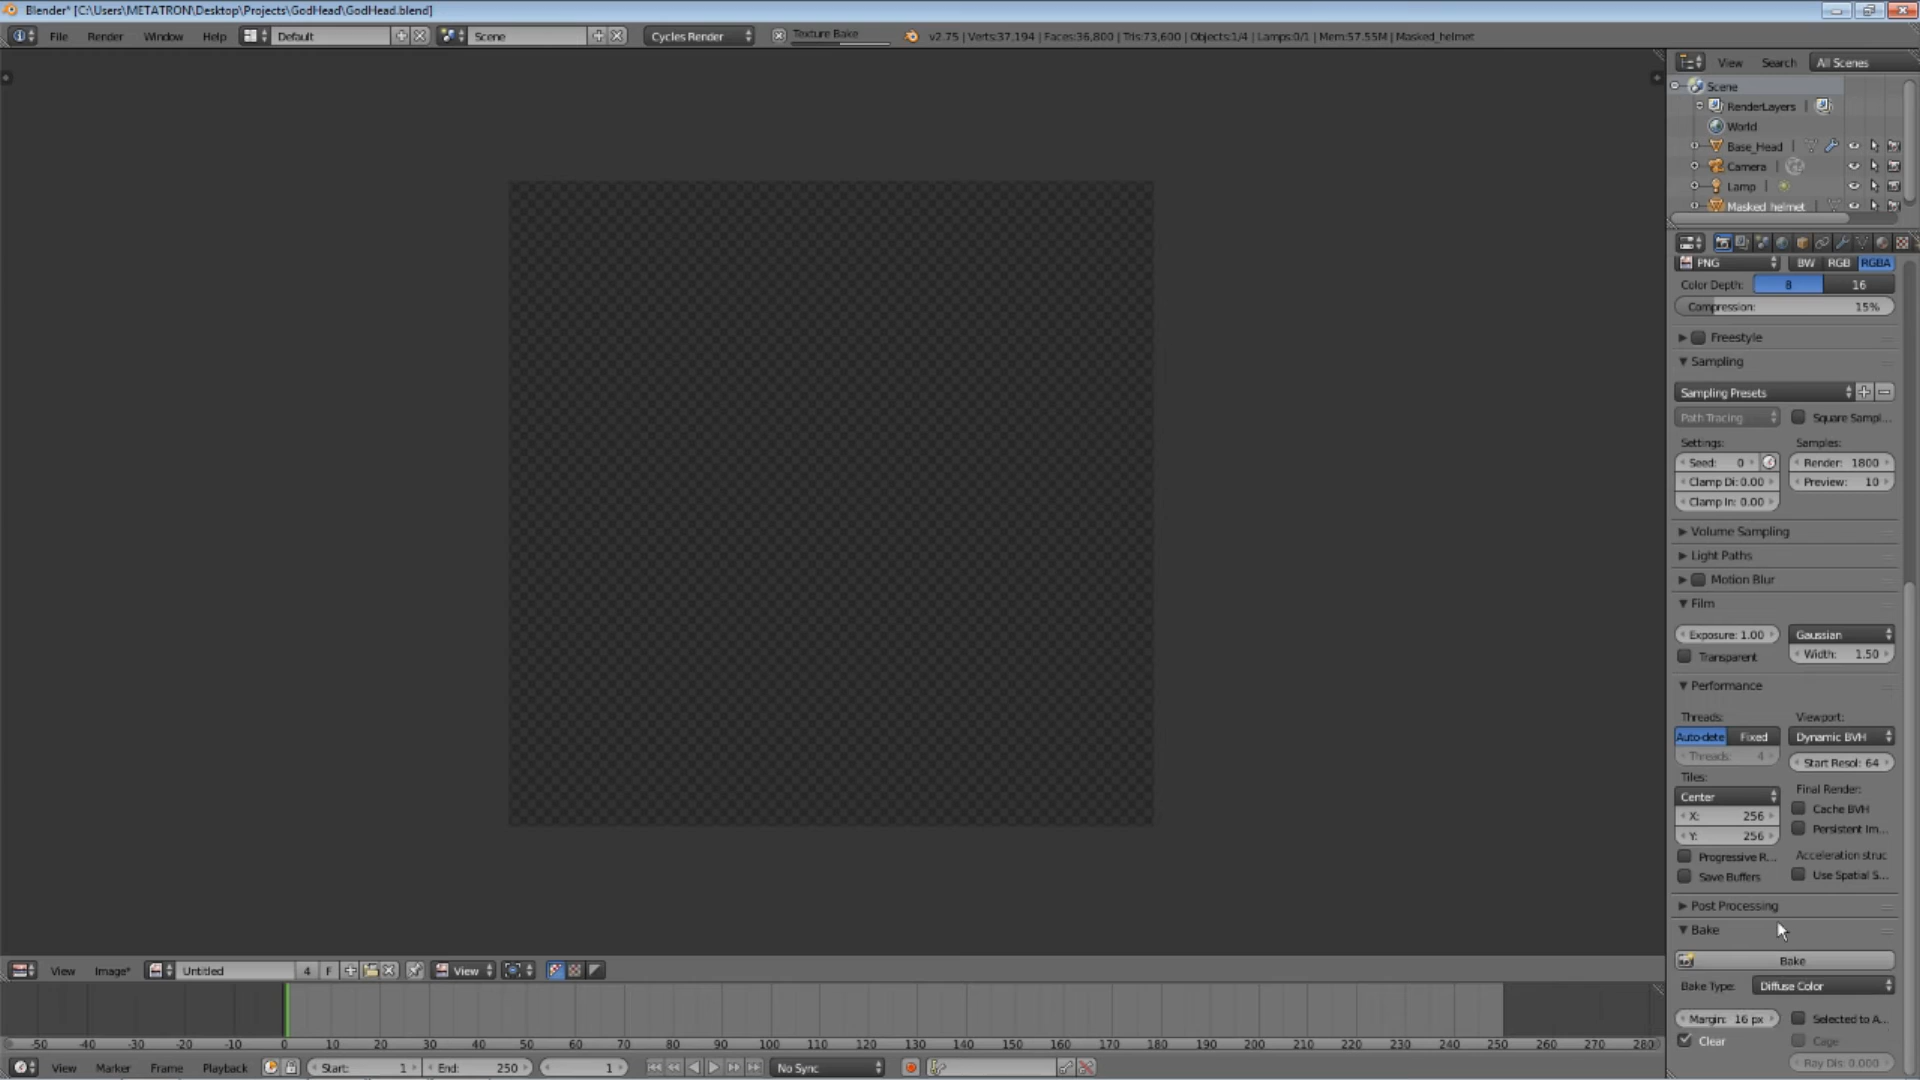 Blender* [C:\Users\METATRON\Desktop\Projects\GodHead\GodHead.blend]
File Render Window Help Default Scene Cycles Render Texture Bake v2.75 | Verts:37,194 | Faces:36,800 | Tris:73,600 | Objects:1/4 | Lamps:0/1 | Mem:57.55M | Masked_helmet
View Search All Scenes
Scene
RenderLayers |
World
Base_Head |
Camera |
Lamp |
Masked_helmet
PNG BW RGB RGBA
Color Depth: 8 16
Compression: 15%
Freestyle
Sampling
Sampling Presets
Path Tracing Square Sampl...
Settings: Samples:
Seed: 0 Render: 1800
Clamp Di: 0.00 Preview: 10
Clamp In: 0.00
Volume Sampling
Light Paths
Motion Blur
Film
Exposure: 1.00 Gaussian
Transparent Width: 1.50
Performance
Threads: Viewport:
Auto-dete Fixed Dynamic BVH
Threads: 4 Start Resol: 64
Tiles: Final Render:
Center Cache BVH
X: 256
Y: 256 Persistent Im...
Progressive R... Acceleration struc
Save Buffers Use Spatial S...
Post Processing
Bake
Bake
Bake Type: Diffuse Color
Margin: 16 px Selected to A...
Clear Cage
Ray Dis: 0.000
View Image* Untitled 4 F View
-50 -40 -30 -20 -10 0 10 20 30 40 50 60 70 80 90 100 110 120 130 140 150 160 170 180 190 200 210 220 230 240 250 260 270 280
View Marker Frame Playback Start: 1 End: 250 1 No Sync